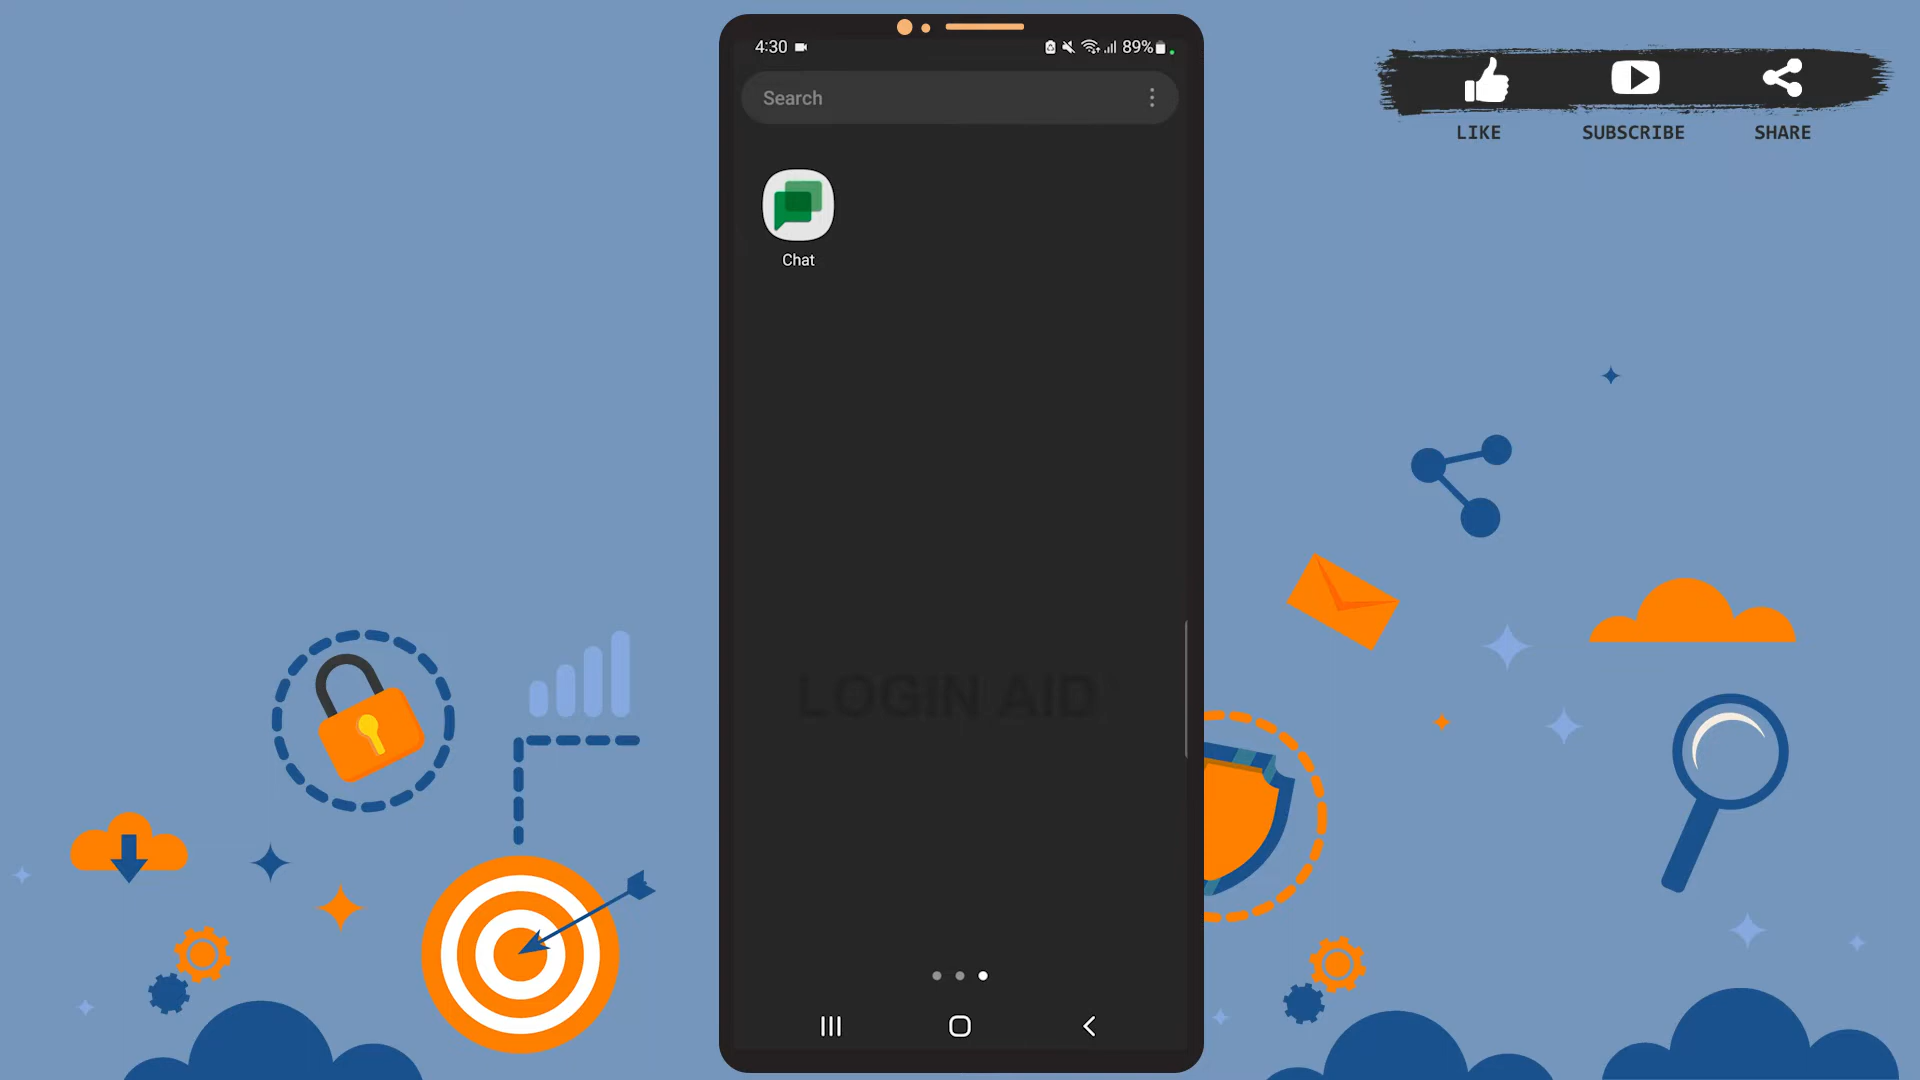 4:30
89%
Search
LIKE
SUBSCRIBE
SHARE
Chat
LOGIN AID